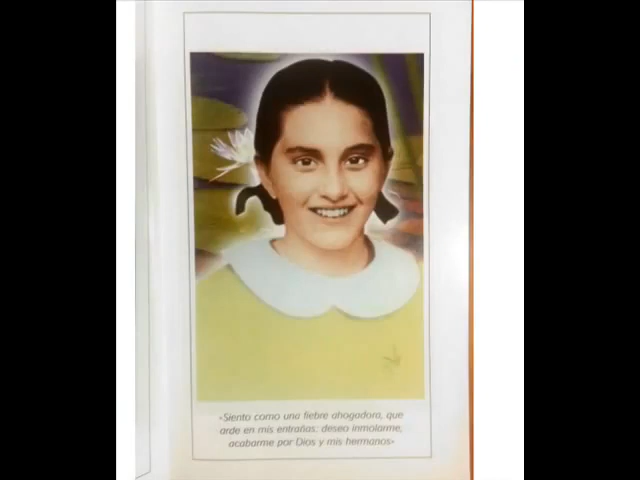 «Siento como una fiebre ahogadora, que
arde en mis entrañas: deseo inmolarme,
acabarme por Dios y mis hermanos»